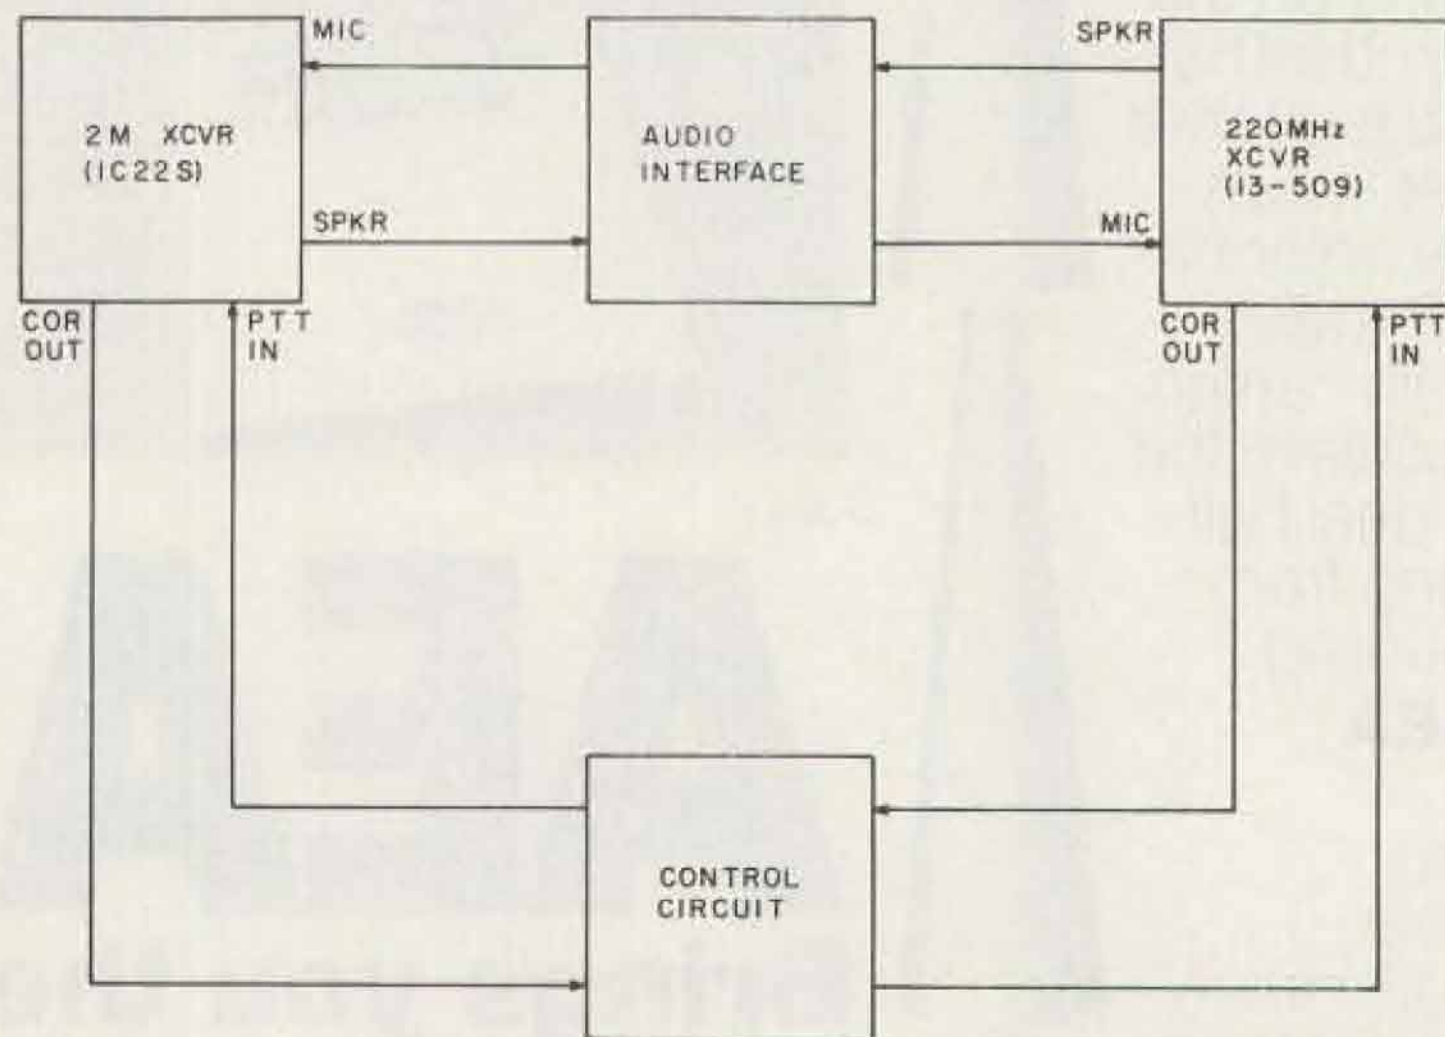 MIC
SPKR
2M XCVR
(IC22S)
AUDIO
INTERFACE
220MHz
XCVR
(13-509)
SPKR
MIC
COR
OUT
PTT
IN
COR
OUT
PTT
IN
CONTROL
CIRCUIT